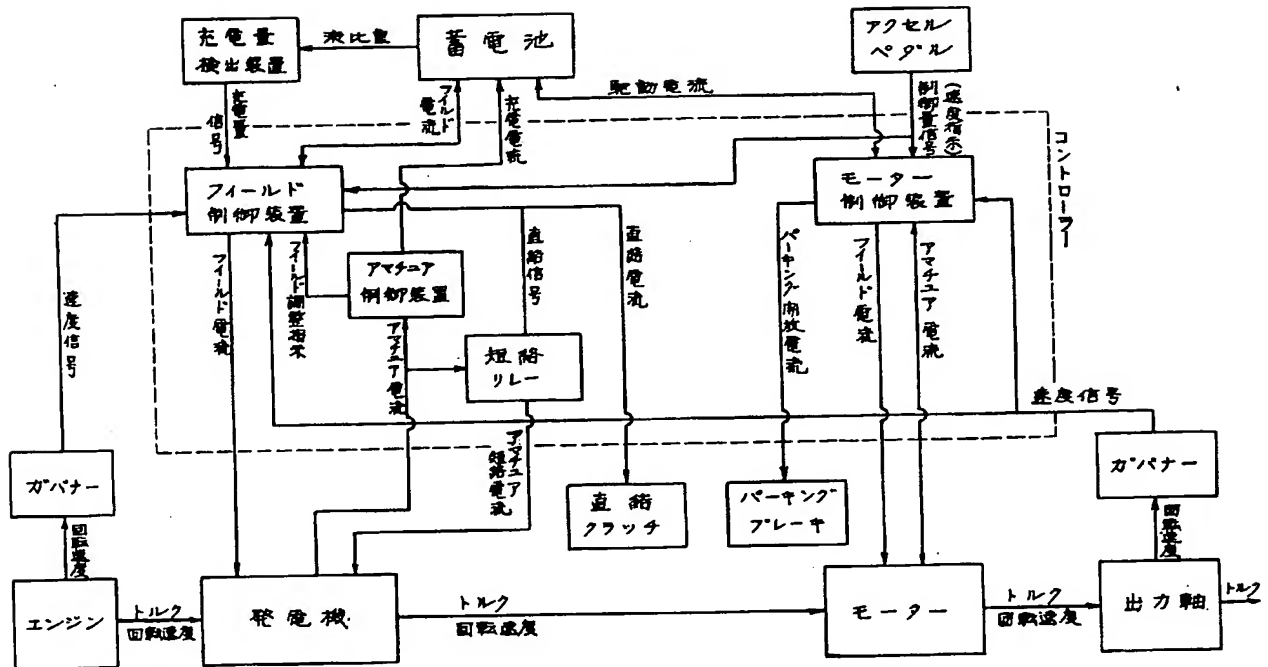 充電量
検出装置
液比重
蓄電池
アクセル
ペダル
駆動電流
充電量
信号
フィールド
電流
充電電流
制御量信号
(速度指示)
コントローラー
フィールド
制御装置
モーター
制御装置
速度信号
フィールド電流
フィールド調整指示
アマチュア
制御装置
アマチュア電流
直結信号
直結電流
短絡
リレー
パーキング開放電流
フィールド電流
アマチュア電流
速度信号
アマチュア
短絡電流
ガバナー
直結
クラッチ
パーキング
ブレーキ
ガバナー
回転速度
回転速度
エンジン
トルク
回転速度
発電機
トルク
回転速度
モーター
トルク
回転速度
出力軸
トルク